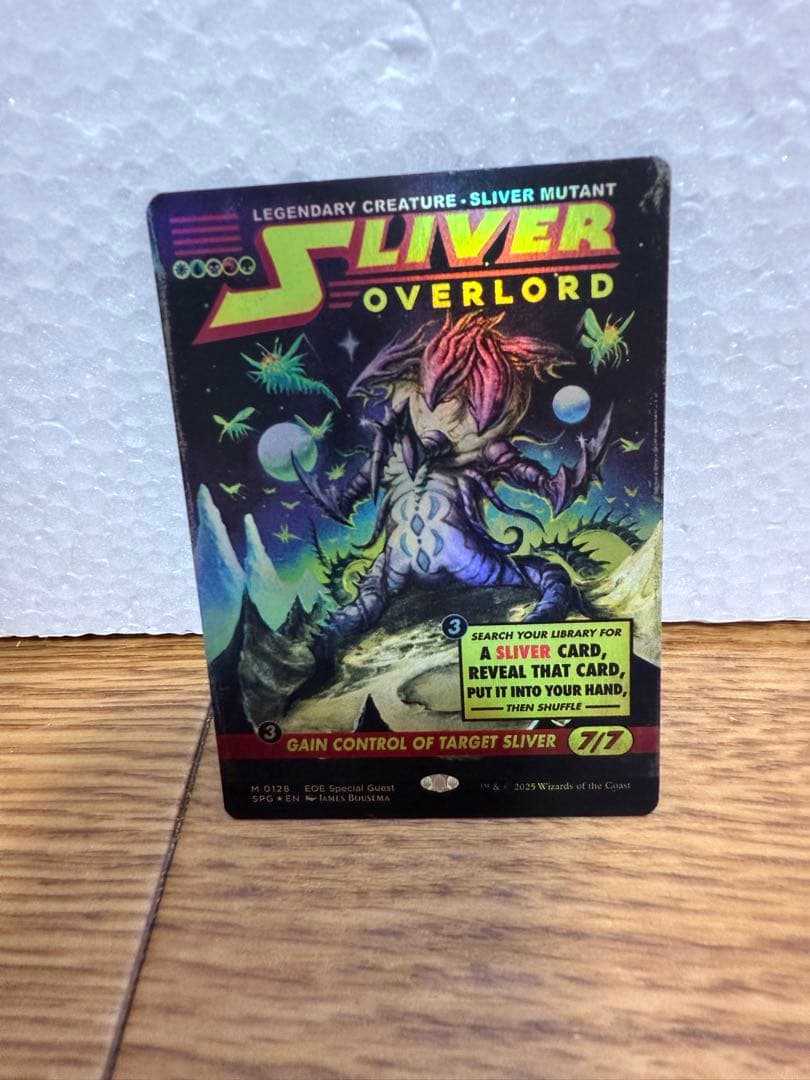 LEGENDARY CREATURE • SLIVER MUTANT
SLIVER
OVERLORD
3
SEARCH YOUR LIBRARY FOR
A SLIVER CARD,
REVEAL THAT CARD,
PUT IT INTO YOUR HAND,
THEN SHUFFLE
3 GAIN CONTROL OF TARGET SLIVER 7/7
M 0128 EOE Special Guest
SPG ★ EN JAMES BOUSEMA
™ & © 2025 Wizards of the Coast